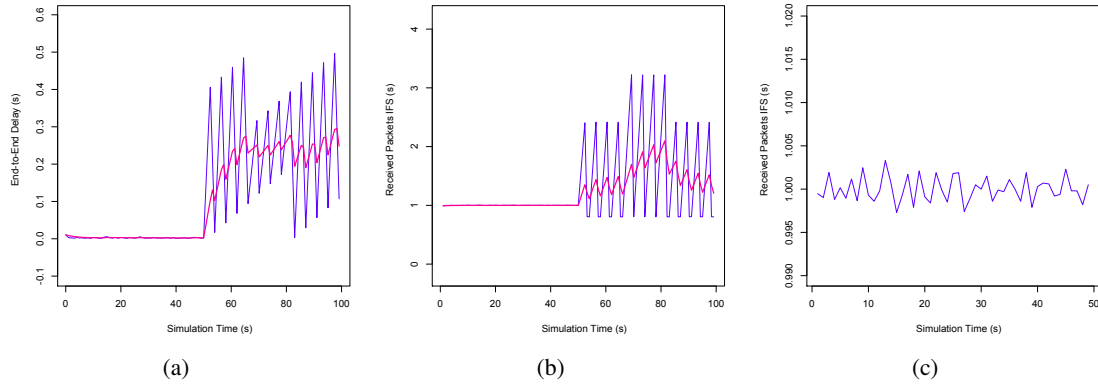 0.6
0.5
0.4
0.3
0.2
0.1
0.0
-0.1
End-to-End Delay (s)
0 20 40 60 80 100
Simulation Time (s)
(a)
4
3
2
1
0
Received Packets IFS (s)
0 20 40 60 80 100
Simulation Time (s)
(b)
1.020
1.015
1.010
1.005
1.000
0.995
0.990
Received Packets IFS (s)
0 10 20 30 40 50
Simulation Time (s)
(c)